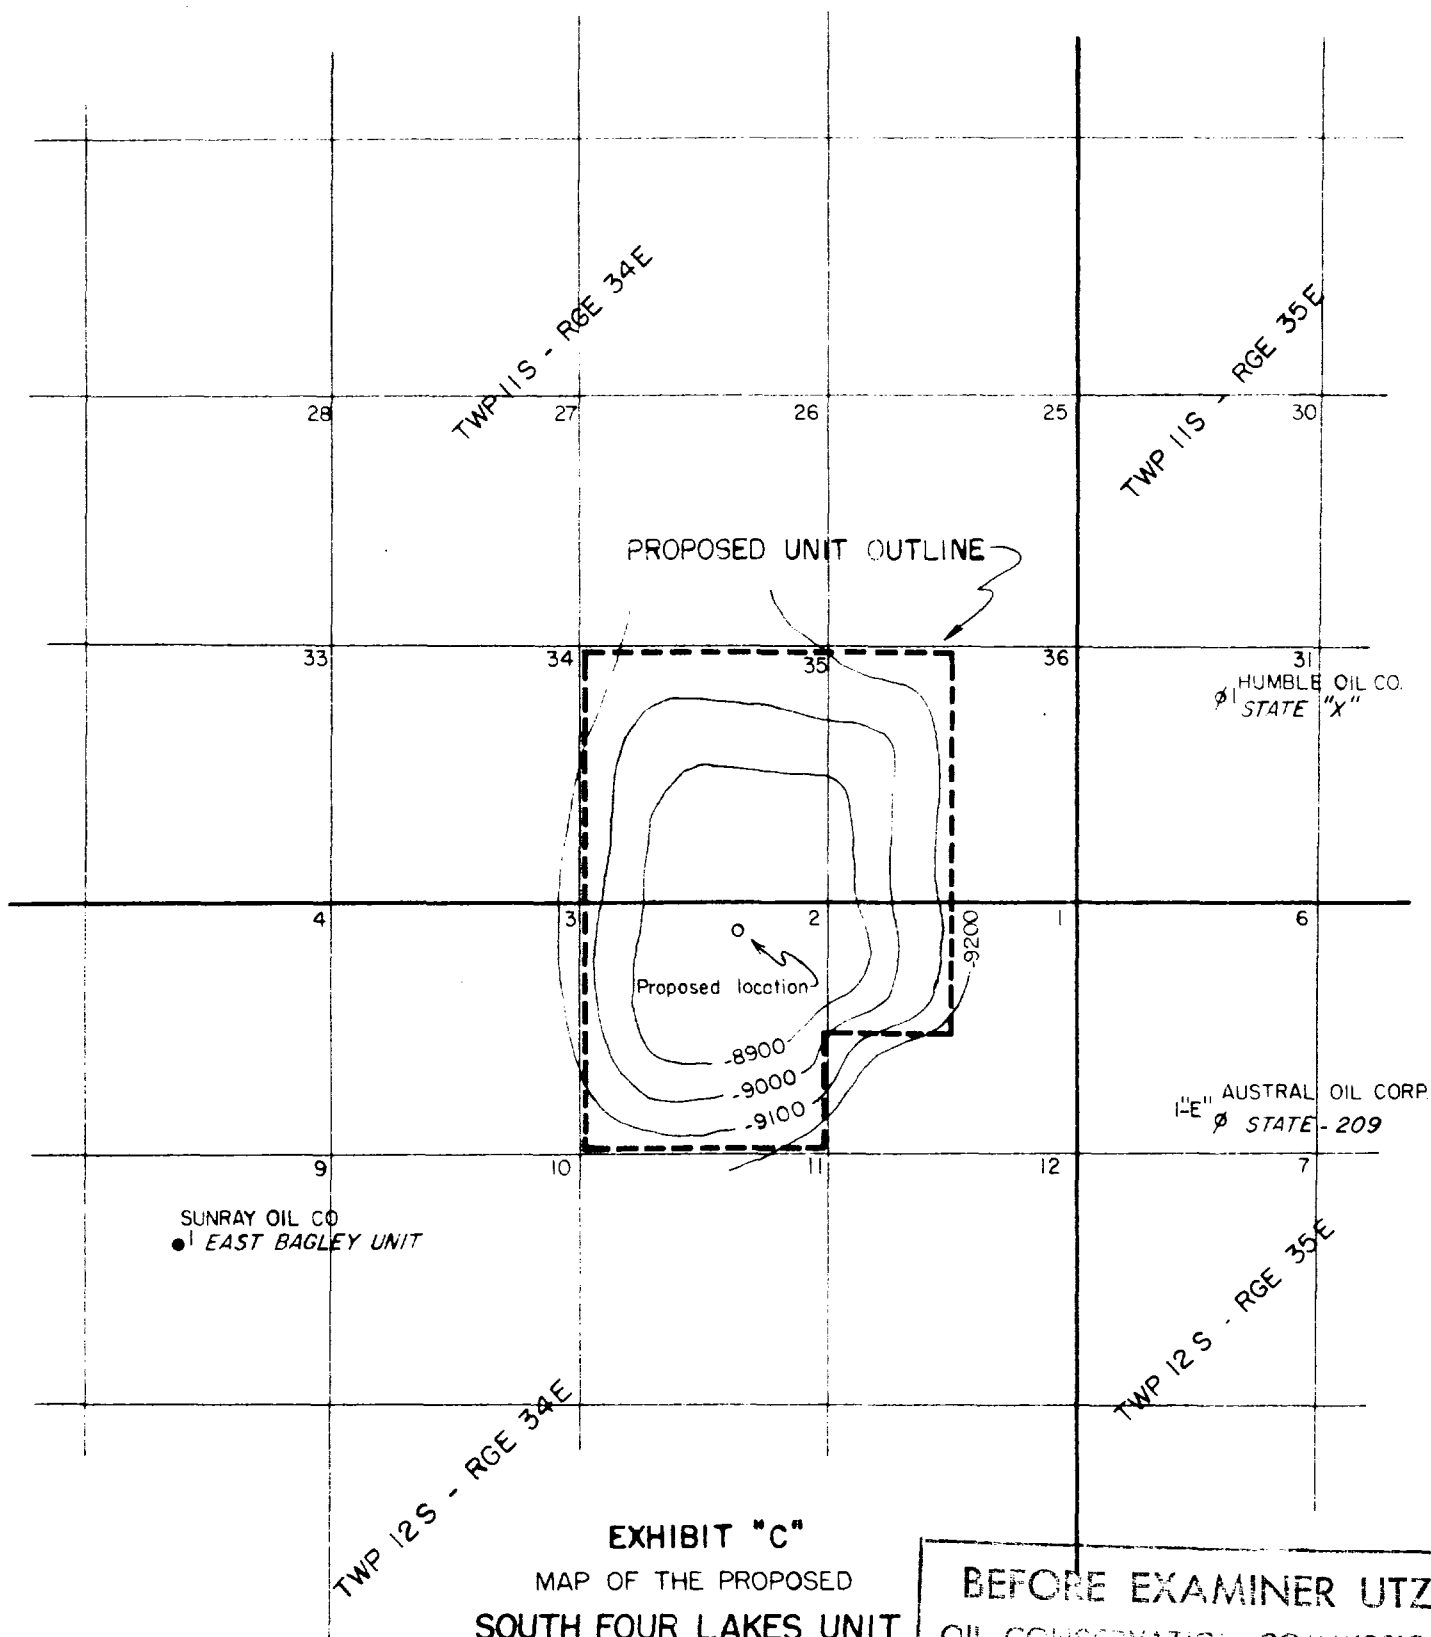 TWP 11S - RGE 34E
TWP 11S - RGE 35E
28
27
26
25
30
PROPOSED UNIT OUTLINE
33
34
35
36
31
HUMBLE OIL CO.
1
STATE "X"
4
3
2
1
6
-9200
Proposed location
-8900
-9000
-9100
AUSTRAL OIL CORP.
1-"E"
STATE - 209
9
10
11
12
7
SUNRAY OIL CO
1 EAST BAGLEY UNIT
TWP 12S - RGE 34E
TWP 12S - RGE 35E
EXHIBIT "C"
MAP OF THE PROPOSED
SOUTH FOUR LAKES UNIT
BEFORE EXAMINER UTZ
OIL CONSERVATION